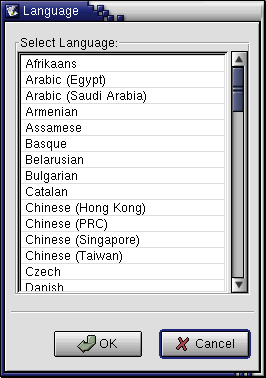 Language
Select Language:
Afrikaans
Arabic (Egypt)
Arabic (Saudi Arabia)
Armenian
Assamese
Basque
Belarusian
Bulgarian
Catalan
Chinese (Hong Kong)
Chinese (PRC)
Chinese (Singapore)
Chinese (Taiwan)
Czech
Danish
OK
Cancel